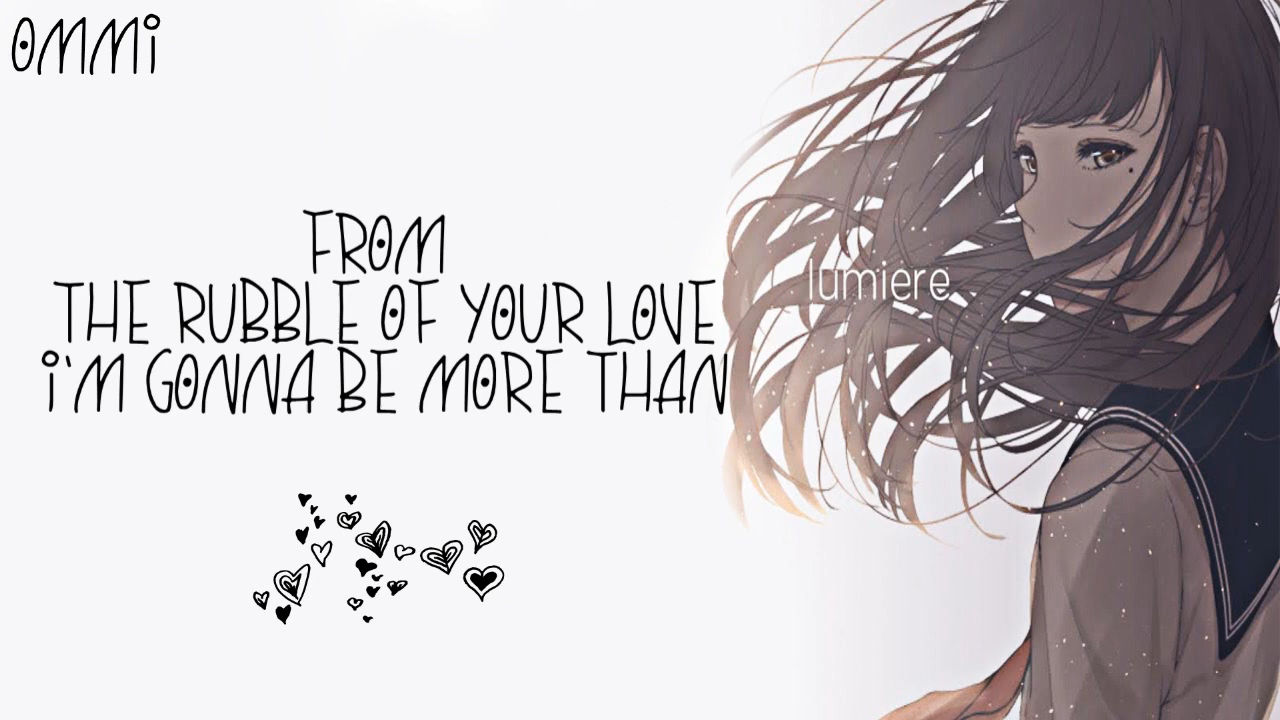 OMMi
FROM
THE RUBBLE OF YOUR LOVE
i'M GONNA BE MORE THAN
lumiere